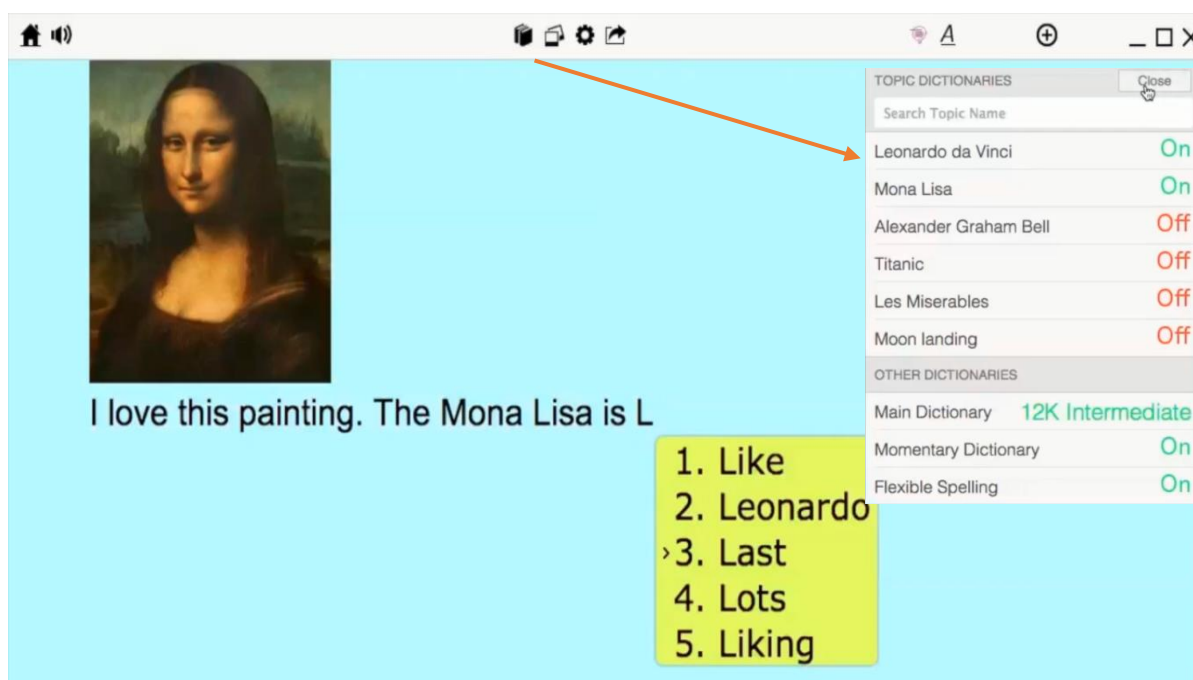 A
TOPIC DICTIONARIES Close
Search Topic Name
Leonardo da Vinci On
Mona Lisa On
Alexander Graham Bell Off
Titanic Off
Les Miserables Off
Moon landing Off
OTHER DICTIONARIES
Main Dictionary 12K Intermediate
Momentary Dictionary On
Flexible Spelling On
I love this painting. The Mona Lisa is L
1. Like
2. Leonardo
›3. Last
4. Lots
5. Liking